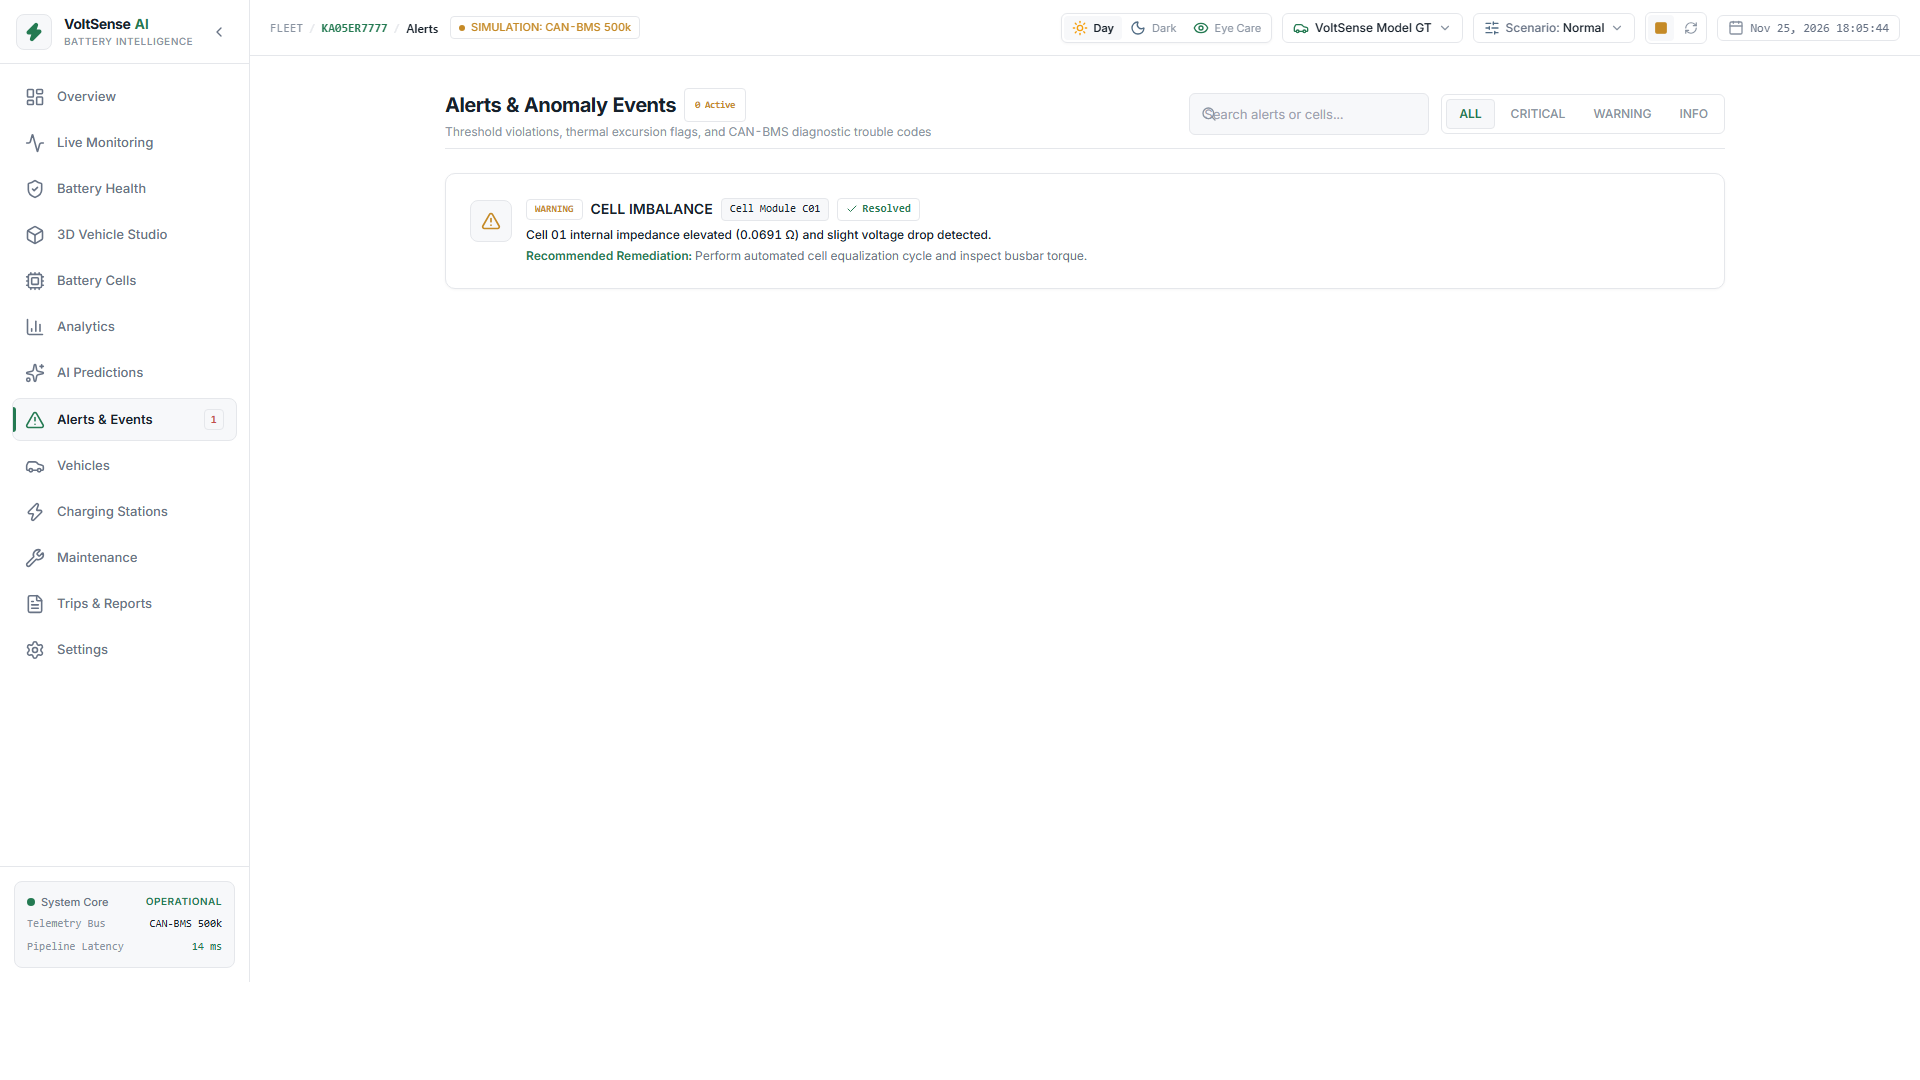 VoltSense AI
BATTERY INTELLIGENCE
Overview
Live Monitoring
Battery Health
3D Vehicle Studio
Battery Cells
Analytics
AI Predictions
Alerts & Events 1
Vehicles
Charging Stations
Maintenance
Trips & Reports
Settings
System Core OPERATIONAL
Telemetry Bus CAN-BMS 500k
Pipeline Latency 14 ms
FLEET / KA05ER7777 / Alerts SIMULATION: CAN-BMS 500k Day Dark Eye Care VoltSense Model GT Scenario: Normal Nov 25, 2026 18:05:44
Alerts & Anomaly Events 0 Active
Threshold violations, thermal excursion flags, and CAN-BMS diagnostic trouble codes
Search alerts or cells... ALL CRITICAL WARNING INFO
WARNING CELL IMBALANCE Cell Module C01 Resolved
Cell 01 internal impedance elevated (0.0691 Ω) and slight voltage drop detected.
Recommended Remediation: Perform automated cell equalization cycle and inspect busbar torque.